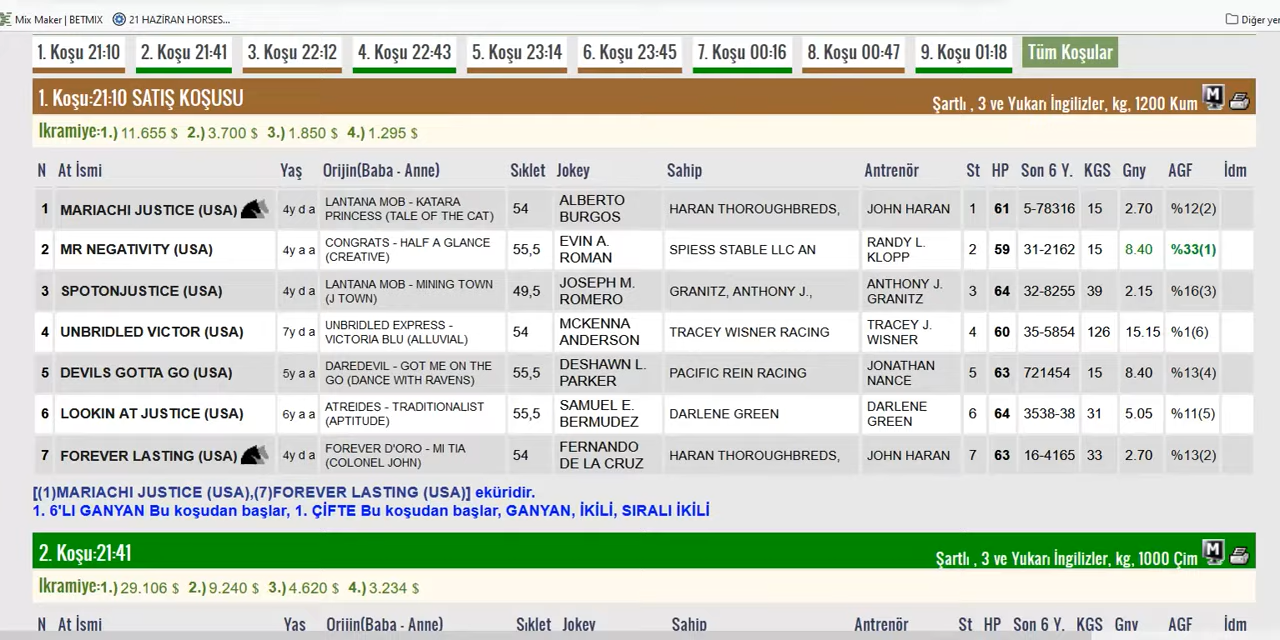 Mix Maker | BETMIX 21 HAZİRAN HORSES... Diğer yer
1. Koşu 21:10 2. Koşu 21:41 3. Koşu 22:12 4. Koşu 22:43 5. Koşu 23:14 6. Koşu 23:45 7. Koşu 00:16 8. Koşu 00:47 9. Koşu 01:18 Tüm Koşular
1. Koşu:21:10 SATIŞ KOŞUSU Şartlı , 3 ve Yukarı İngilizler, kg, 1200 Kum M
İkramiye:1.) 11.655 $ 2.) 3.700 $ 3.) 1.850 $ 4.) 1.295 $
N At İsmi Yaş Orijin(Baba - Anne) Sıklet Jokey Sahip Antrenör St HP Son 6 Y. KGS Gny AGF İdm
1 MARIACHI JUSTICE (USA) 4y d a LANTANA MOB - KATARA PRINCESS (TALE OF THE CAT) 54 ALBERTO BURGOS HARAN THOROUGHBREDS, JOHN HARAN 1 61 5-78316 15 2.70 %12(2)
2 MR NEGATIVITY (USA) 4y a a CONGRATS - HALF A GLANCE (CREATIVE) 55,5 EVIN A. ROMAN SPIESS STABLE LLC AN RANDY L. KLOPP 2 59 31-2162 15 8.40 %33(1)
3 SPOTONJUSTICE (USA) 4y d a LANTANA MOB - MINING TOWN (J TOWN) 49,5 JOSEPH M. ROMERO GRANITZ, ANTHONY J., ANTHONY J. GRANITZ 3 64 32-8255 39 2.15 %16(3)
4 UNBRIDLED VICTOR (USA) 7y d a UNBRIDLED EXPRESS - VICTORIA BLU (ALLUVIAL) 54 MCKENNA ANDERSON TRACEY WISNER RACING TRACEY J. WISNER 4 60 35-5854 126 15.15 %1(6)
5 DEVILS GOTTA GO (USA) 5y a a DAREDEVIL - GOT ME ON THE GO (DANCE WITH RAVENS) 55,5 DESHAWN L. PARKER PACIFIC REIN RACING JONATHAN NANCE 5 63 721454 15 8.40 %13(4)
6 LOOKIN AT JUSTICE (USA) 6y a a ATREIDES - TRADITIONALIST (APTITUDE) 55,5 SAMUEL E. BERMUDEZ DARLENE GREEN DARLENE GREEN 6 64 3538-38 31 5.05 %11(5)
7 FOREVER LASTING (USA) 4y d a FOREVER D'ORO - MI TIA (COLONEL JOHN) 54 FERNANDO DE LA CRUZ HARAN THOROUGHBREDS, JOHN HARAN 7 63 16-4165 33 2.70 %13(2)
[(1)MARIACHI JUSTICE (USA),(7)FOREVER LASTING (USA)] eküridir.
1. 6'LI GANYAN Bu koşudan başlar, 1. ÇİFTE Bu koşudan başlar, GANYAN, İKİLİ, SIRALI İKİLİ
2. Koşu:21:41 Şartlı , 3 ve Yukarı İngilizler, kg, 1000 Çim M
İkramiye:1.) 29.106 $ 2.) 9.240 $ 3.) 4.620 $ 4.) 3.234 $
N At İsmi Yaş Orijin(Baba - Anne) Sıklet Jokey Sahip Antrenör St HP Son 6 Y. KGS Gny AGF İdm